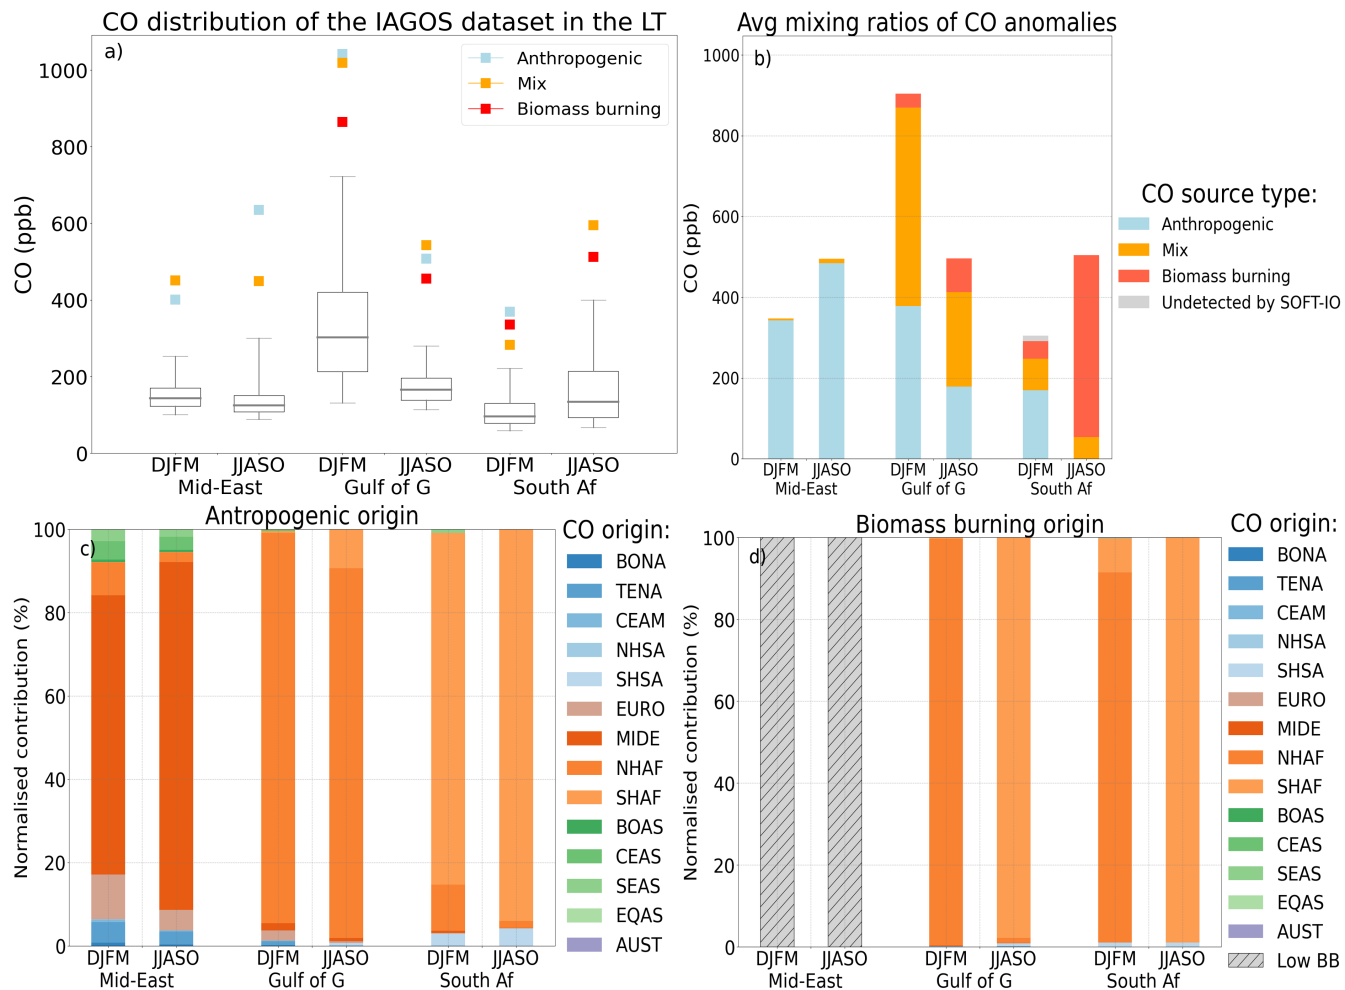 CO distribution of the IAGOS dataset in the LT
a)
Anthropogenic
Mix
Biomass burning
CO (ppb)
1000
800
600
400
200
0
DJFM JJASO DJFM JJASO DJFM JJASO
Mid-East Gulf of G South Af
Avg mixing ratios of CO anomalies
b)
CO (ppb)
1000
800
600
400
200
0
DJFM JJASO DJFM JJASO DJFM JJASO
Mid-East Gulf of G South Af
CO source type:
Anthropogenic
Mix
Biomass burning
Undetected by SOFT-IO
Antropogenic origin
c)
Normalised contribution (%)
100
80
60
40
20
0
DJFM JJASO DJFM JJASO DJFM JJASO
Mid-East Gulf of G South Af
CO origin:
BONA
TENA
CEAM
NHSA
SHSA
EURO
MIDE
NHAF
SHAF
BOAS
CEAS
SEAS
EQAS
AUST
Biomass burning origin
d)
Normalised contribution (%)
100
80
60
40
20
0
DJFM JJASO DJFM JJASO DJFM JJASO
Mid-East Gulf of G South Af
CO origin:
BONA
TENA
CEAM
NHSA
SHSA
EURO
MIDE
NHAF
SHAF
BOAS
CEAS
SEAS
EQAS
AUST
Low BB